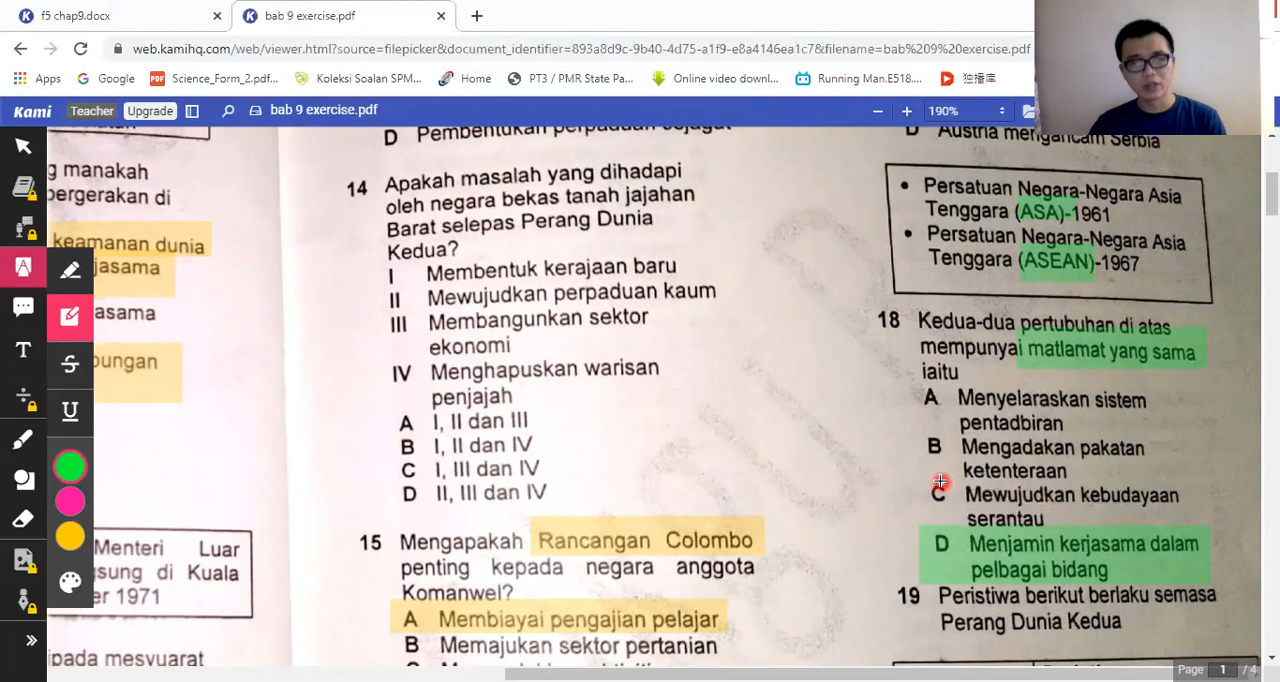 f5 chap9.docx
bab 9 exercise.pdf
web.kamihq.com/web/viewer.html?source=filepicker&document_identifier=893a8d9c-9b40-4d75-a1f9-e8a4146ea1c7&filename=bab%209%20exercise.pdf
Apps
Google
Science_Form_2.pdf...
Koleksi Soalan SPM...
Home
PT3 / PMR State Pa...
Online video downl...
Running Man.E518....
独播库
Kami
Teacher
Upgrade
bab 9 exercise.pdf
190%
g manakah
pergerakan di
keamanan dunia
jasama
asama
oungan
Menteri Luar
gsung di Kuala
er 1971
ipada mesyuarat
D Pembentukan perpaduan sejagat
14 Apakah masalah yang dihadapi
oleh negara bekas tanah jajahan
Barat selepas Perang Dunia
Kedua?
I Membentuk kerajaan baru
II Mewujudkan perpaduan kaum
III Membangunkan sektor
ekonomi
IV Menghapuskan warisan
penjajah
A I, II dan III
B I, II dan IV
C I, III dan IV
D II, III dan IV
15 Mengapakah Rancangan Colombo
penting kepada negara anggota
Komanwel?
A Membiayai pengajian pelajar
B Memajukan sektor pertanian
D Austria mengancam Serbia
• Persatuan Negara-Negara Asia
Tenggara (ASA)-1961
• Persatuan Negara-Negara Asia
Tenggara (ASEAN)-1967
18 Kedua-dua pertubuhan di atas
mempunyai matlamat yang sama
iaitu
A Menyelaraskan sistem
pentadbiran
B Mengadakan pakatan
ketenteraan
C Mewujudkan kebudayaan
serantau
D Menjamin kerjasama dalam
pelbagai bidang
19 Peristiwa berikut berlaku semasa
Perang Dunia Kedua
Page 1 / 4